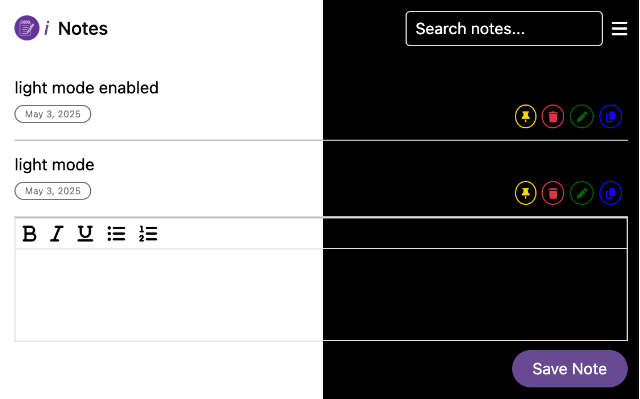 i Notes
Search notes...
light mode enabled
May 3, 2025
light mode
May 3, 2025
B I U
Save Note